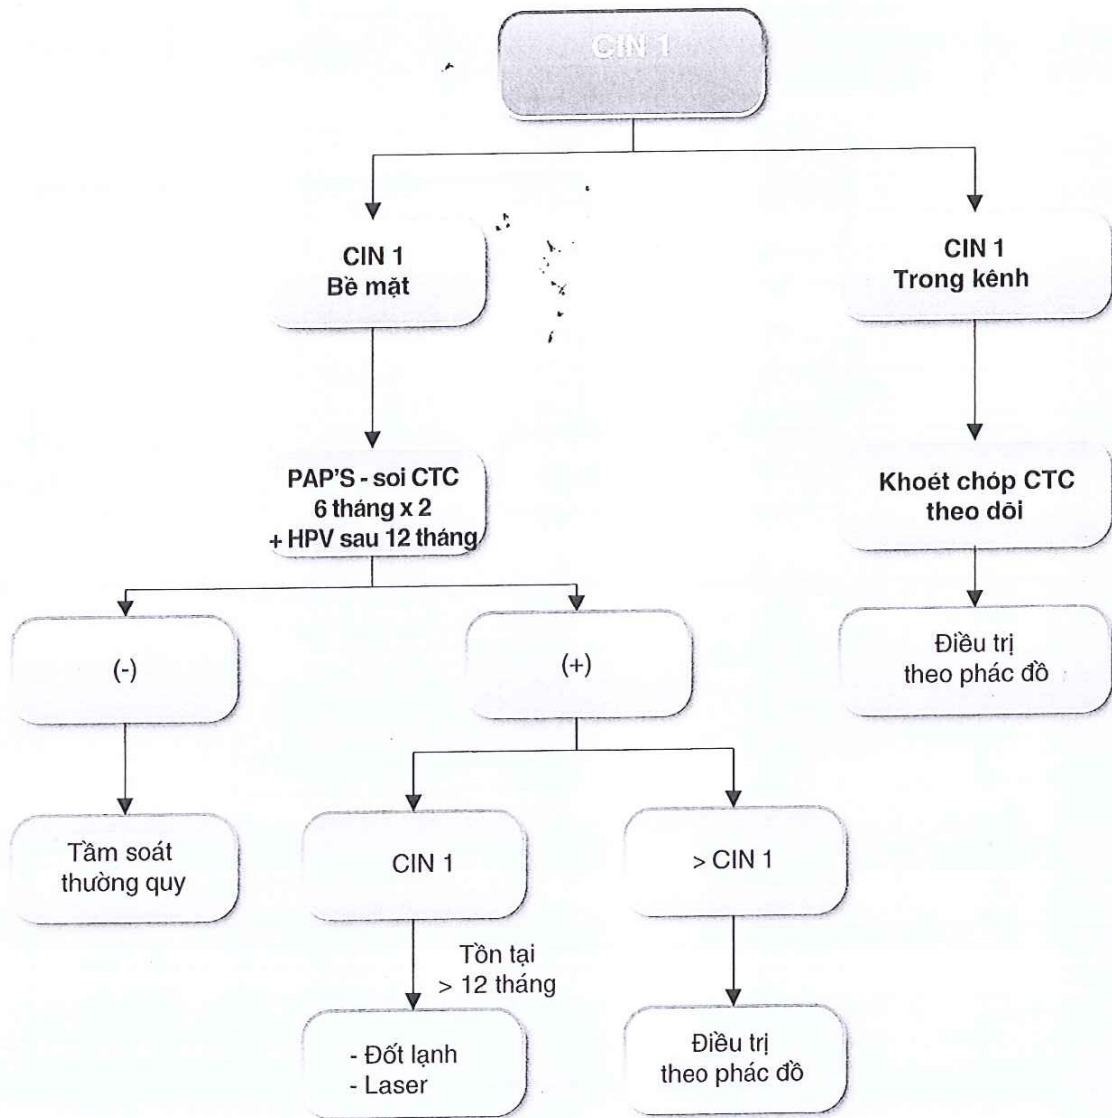 CIN 1
CIN 1
Bề mặt
CIN 1
Trong kênh
PAP'S - soi CTC
6 tháng x 2
+ HPV sau 12 tháng
Khoét chóp CTC
theo dõi
(-)
(+)
Điều trị
theo phác đồ
Tầm soát
thường quy
CIN 1
> CIN 1
Tồn tại
> 12 tháng
- Đốt lạnh
- Laser
Điều trị
theo phác đồ